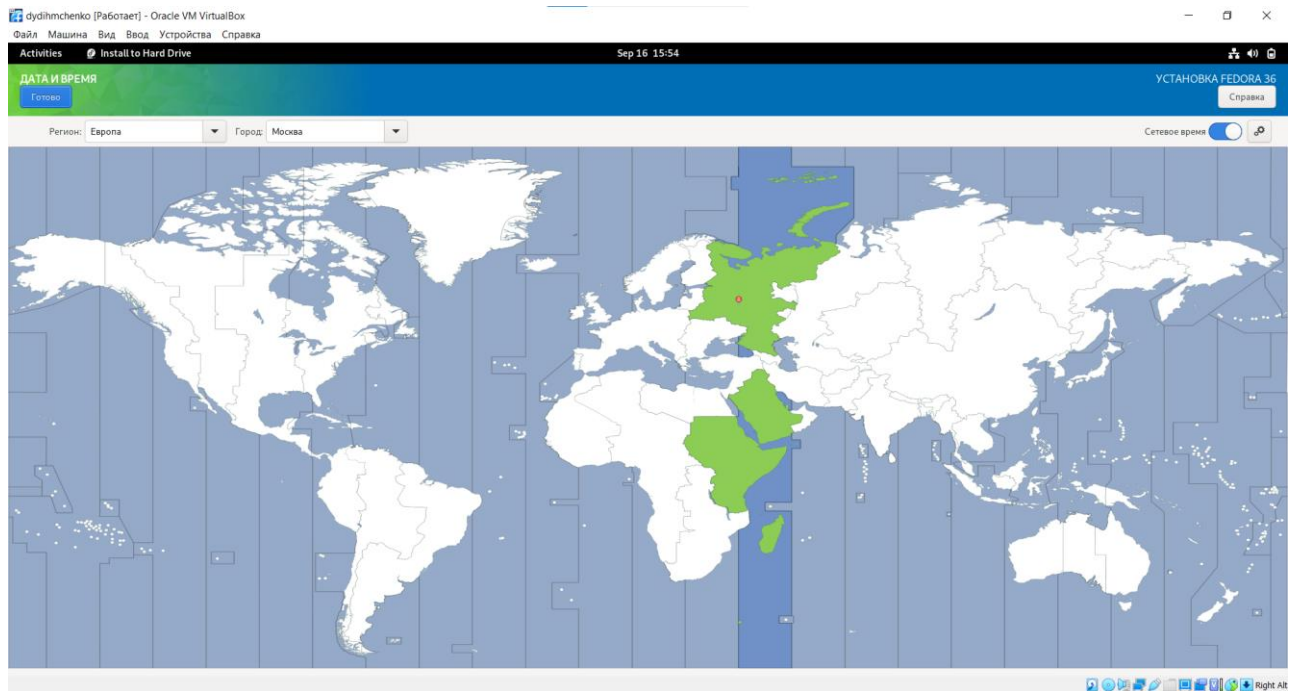 dydihmchenko [Работает] - Oracle VM VirtualBox
Файл Машина Вид Ввод Устройства Справка
Activities Install to Hard Drive Sep 16 15:54
ДАТА И ВРЕМЯ УСТАНОВКА FEDORA 36
Готово Справка
Регион: Европа Город: Москва Сетевое время
Right Alt